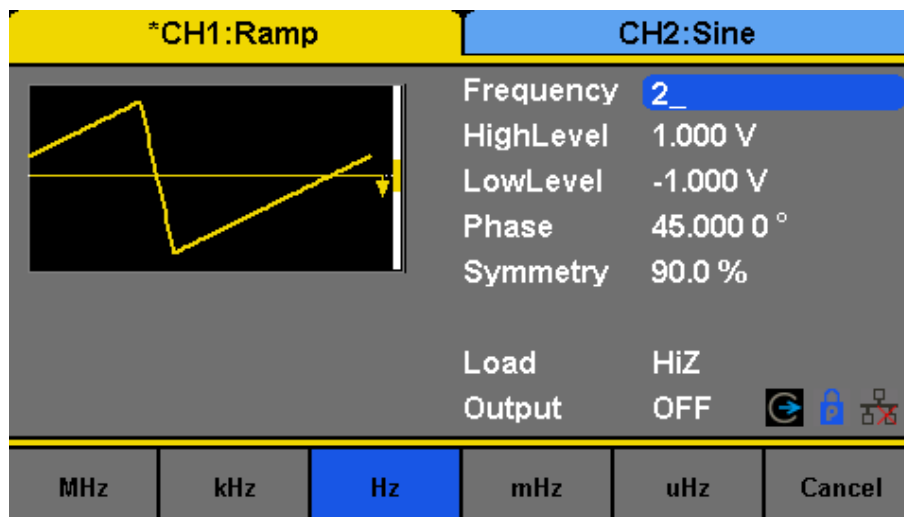 *CH1:Ramp CH2:Sine
Frequency 2_
HighLevel 1.000 V
LowLevel -1.000 V
Phase 45.000 0 °
Symmetry 90.0 %
Load HiZ
Output OFF P
MHz kHz Hz mHz uHz Cancel